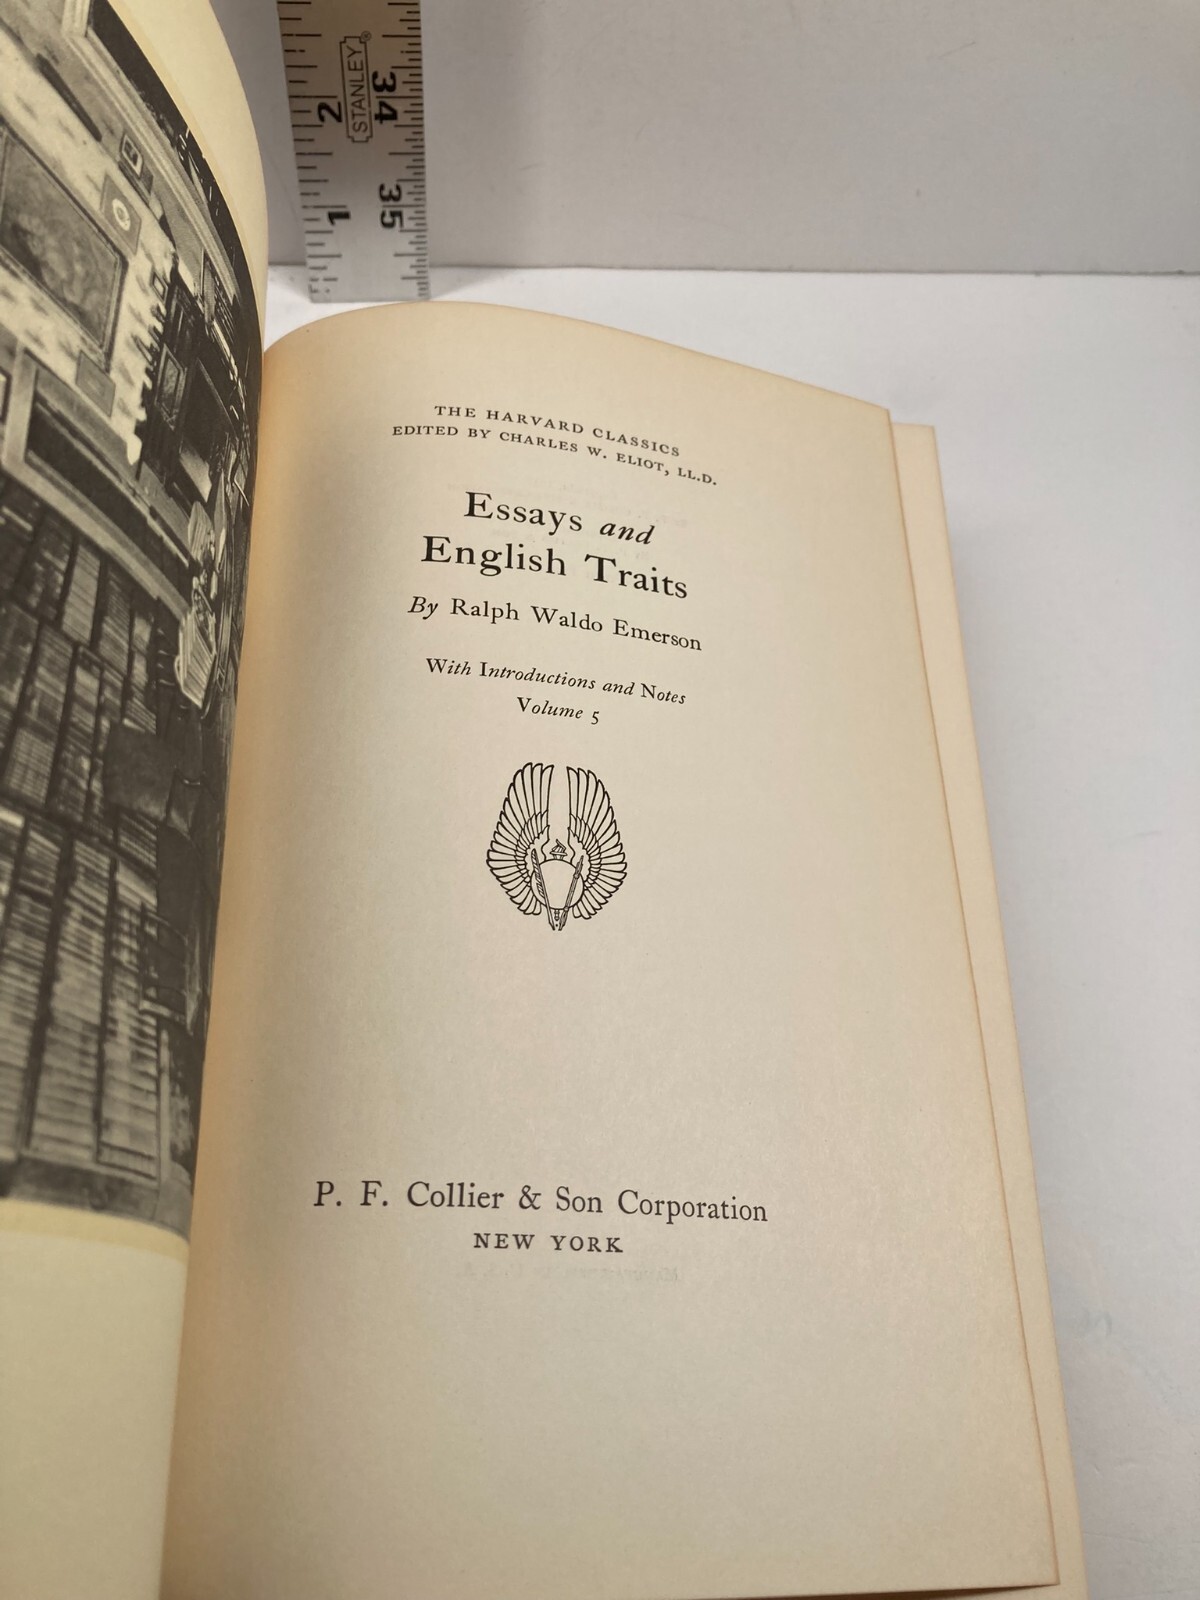 STANLEY
2
34
1
35
THE HARVARD CLASSICS
EDITED BY CHARLES W. ELIOT, LL.D.
Essays and
English Traits
By Ralph Waldo Emerson
With Introductions and Notes
Volume 5
P. F. Collier & Son Corporation
NEW YORK